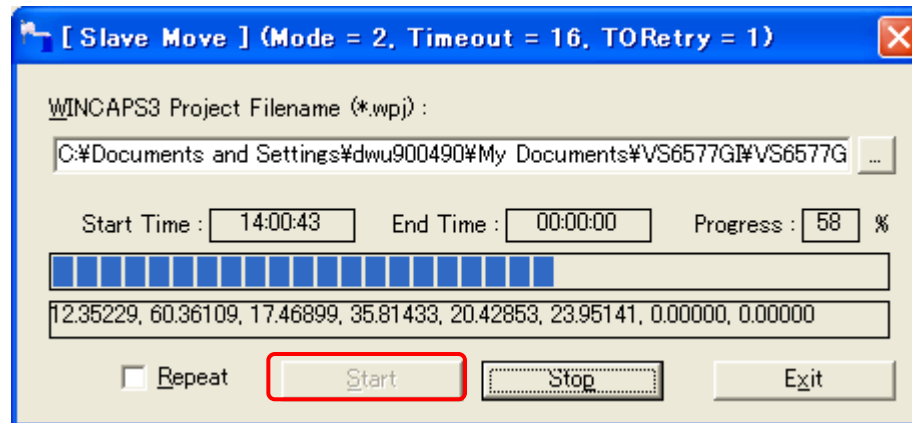 [ Slave Move ] (Mode = 2, Timeout = 16, TORetry = 1)
WINCAPS3 Project Filename (*.wpj) :
C:¥Documents and Settings¥dwu900490¥My Documents¥VS6577GI¥VS6577G ...
Start Time : 14:00:43 End Time : 00:00:00 Progress : 58 %
12.35229, 60.36109, 17.46899, 35.81433, 20.42853, 23.95141, 0.00000, 0.00000
Repeat Start Stop Exit